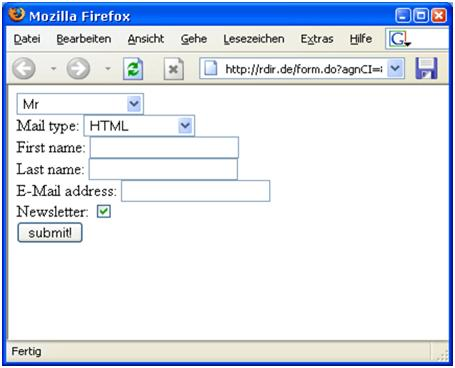 Mozilla Firefox
Datei Bearbeiten Ansicht Gehe Lesezeichen Extras Hilfe G
http://rdir.de/form.do?agnCI=
Mr
Mail type: HTML
First name:
Last name:
E-Mail address:
Newsletter:
submit!
Fertig